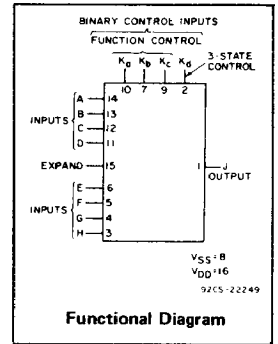 BINARY CONTROL INPUTS
FUNCTION CONTROL
Ka Kb Kc Kd
3-STATE
CONTROL
10 7 9 2
A 14
B 13
INPUTS
C 12
D 11
EXPAND 15
1 J
OUTPUT
E 6
INPUTS
F 5
G 4
H 3
VSS=8
VDD=16
92CS-22249
Functional Diagram